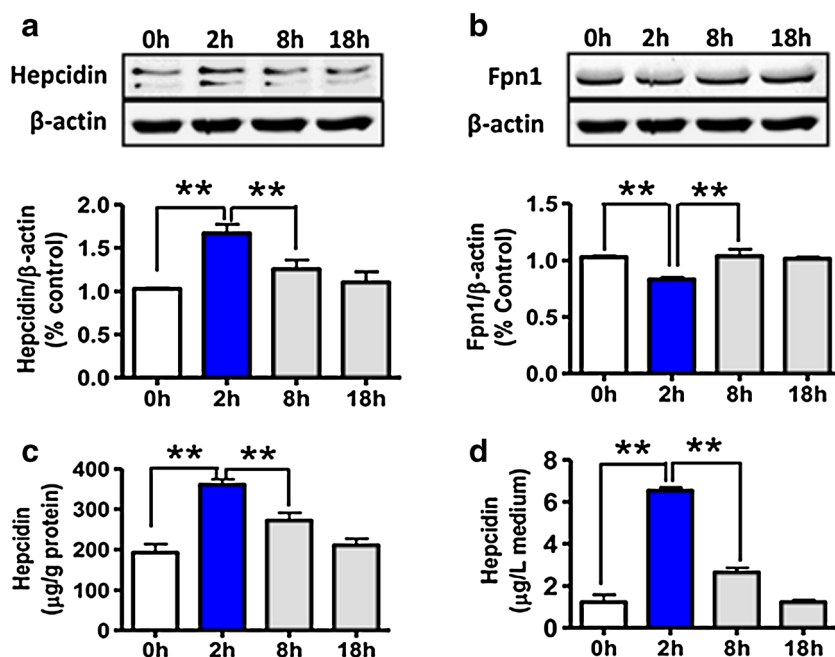 a
0h 2h 8h 18h
Hepcidin
β-actin
** **
Hepcidin/β-actin
(% control)
2.0
1.5
1.0
0.5
0.0
0h 2h 8h 18h
b
0h 2h 8h 18h
Fpn1
β-actin
** **
Fpn1/β-actin
(% Control)
1.5
1.0
0.5
0.0
0h 2h 8h 18h
c
** **
Hepcidin
(µg/g protein)
400
300
200
100
0
0h 2h 8h 18h
d
** **
Hepcidin
(µg/L medium)
8
6
4
2
0
0h 2h 8h 18h